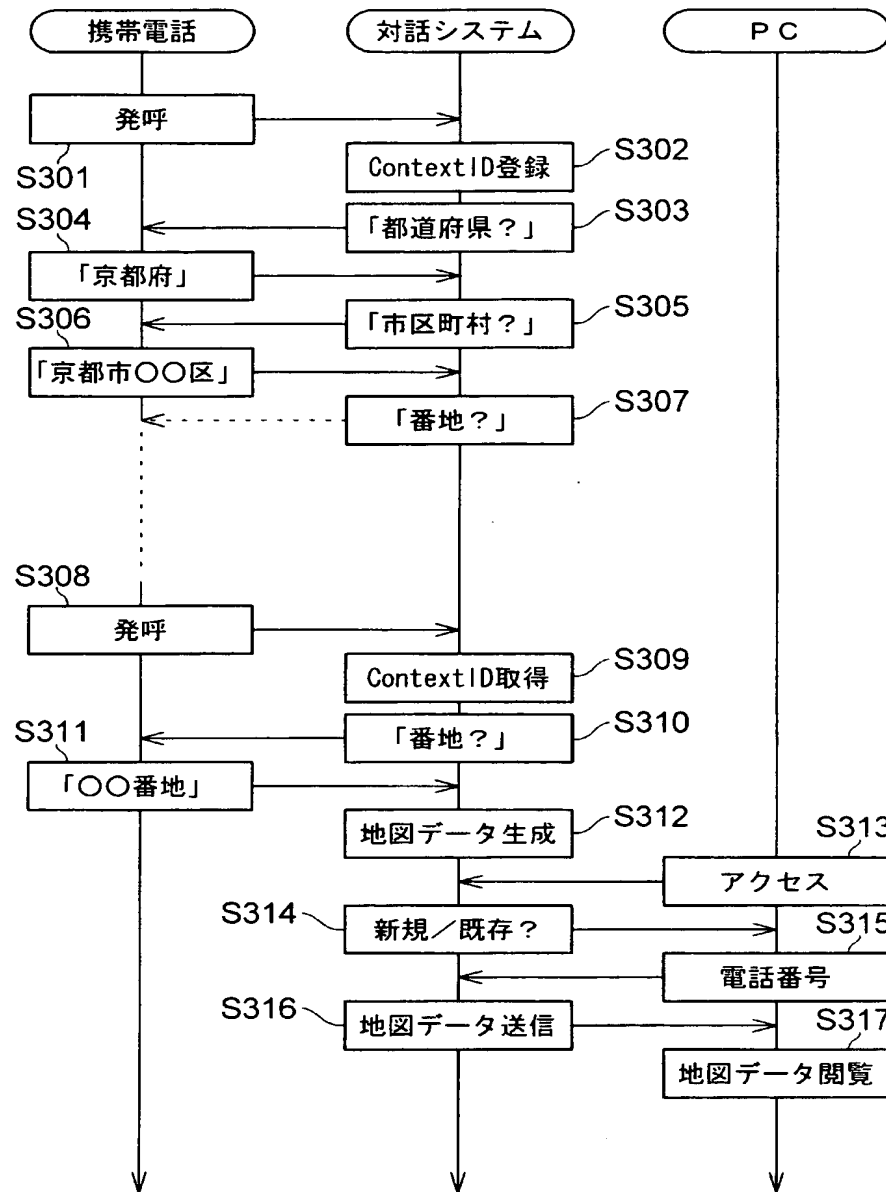 携帯電話
対話システム
PC
発呼
S301
ContextID登録
S302
「都道府県？」
S303
S304
「京都府」
「市区町村？」
S305
S306
「京都市〇〇区」
「番地？」
S307
S308
発呼
ContextID取得
S309
「番地？」
S310
S311
「〇〇番地」
地図データ生成
S312
S313
アクセス
S314
新規／既存？
S315
電話番号
S316
地図データ送信
S317
地図データ閲覧